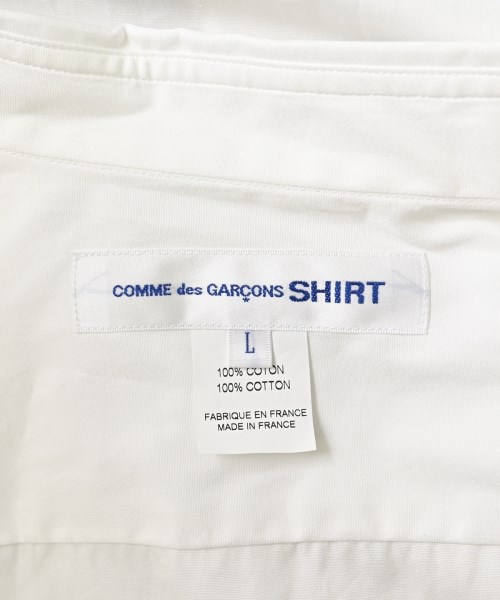 COMME des GARÇONS SHIRT
L
100% COTON
100% COTTON
FABRIQUE EN FRANCE
MADE IN FRANCE